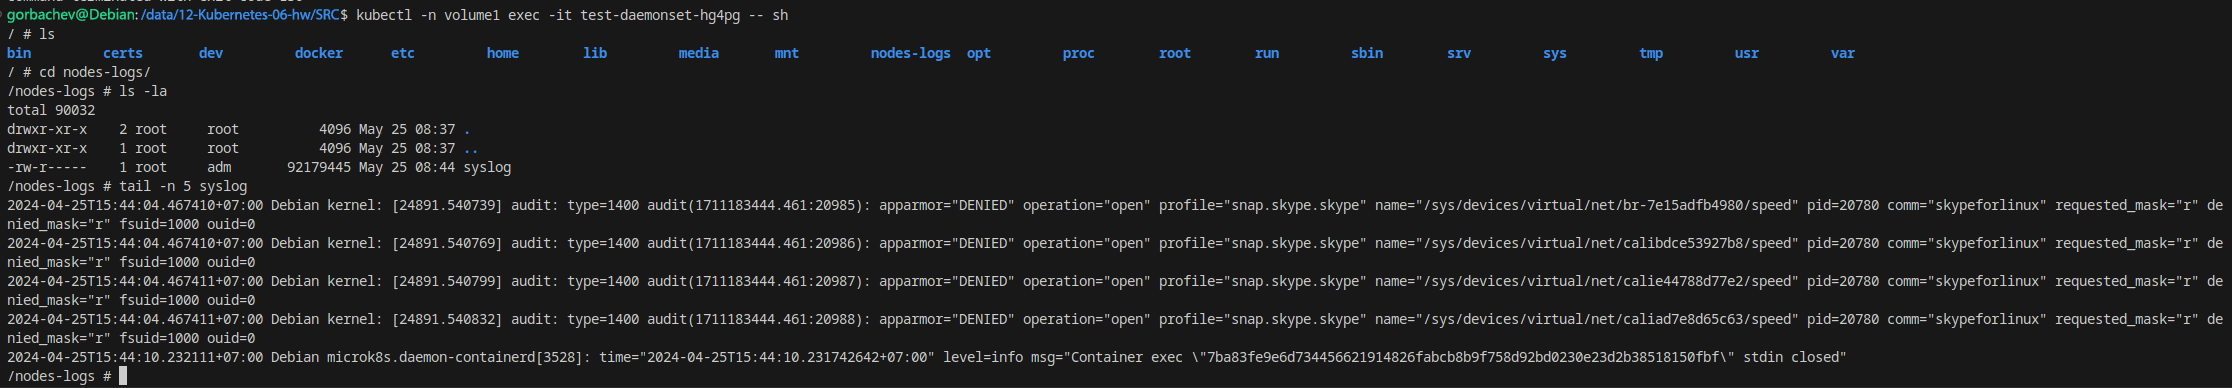 gorbachev@Debian:/data/12-Kubernetes-06-hw/SRC$ kubectl -n volume1 exec -it test-daemonset-hg4pg -- sh
/ # ls
bin certs dev docker etc home lib media mnt nodes-logs opt proc root run sbin srv sys tmp usr var
/ # cd nodes-logs/
/nodes-logs # ls -la
total 90032
drwxr-xr-x 2 root root 4096 May 25 08:37 .
drwxr-xr-x 1 root root 4096 May 25 08:37 ..
-rw-r----- 1 root adm 92179445 May 25 08:44 syslog
/nodes-logs # tail -n 5 syslog
2024-04-25T15:44:04.467410+07:00 Debian kernel: [24891.540739] audit: type=1400 audit(1711183444.461:20985): apparmor="DENIED" operation="open" profile="snap.skype.skype" name="/sys/devices/virtual/net/br-7e15adfb4980/speed" pid=20780 comm="skypeforlinux" requested_mask="r" de
nied_mask="r" fsuid=1000 ouid=0
2024-04-25T15:44:04.467410+07:00 Debian kernel: [24891.540769] audit: type=1400 audit(1711183444.461:20986): apparmor="DENIED" operation="open" profile="snap.skype.skype" name="/sys/devices/virtual/net/calibdce53927b8/speed" pid=20780 comm="skypeforlinux" requested_mask="r" de
nied_mask="r" fsuid=1000 ouid=0
2024-04-25T15:44:04.467411+07:00 Debian kernel: [24891.540799] audit: type=1400 audit(1711183444.461:20987): apparmor="DENIED" operation="open" profile="snap.skype.skype" name="/sys/devices/virtual/net/calie44788d77e2/speed" pid=20780 comm="skypeforlinux" requested_mask="r" de
nied_mask="r" fsuid=1000 ouid=0
2024-04-25T15:44:04.467411+07:00 Debian kernel: [24891.540832] audit: type=1400 audit(1711183444.461:20988): apparmor="DENIED" operation="open" profile="snap.skype.skype" name="/sys/devices/virtual/net/caliad7e8d65c63/speed" pid=20780 comm="skypeforlinux" requested_mask="r" de
nied_mask="r" fsuid=1000 ouid=0
2024-04-25T15:44:10.232111+07:00 Debian microk8s.daemon-containerd[3528]: time="2024-04-25T15:44:10.231742642+07:00" level=info msg="Container exec \"7ba83fe9e6d734456621914826fabcb8b9f758d92bd0230e23d2b38518150fbf\" stdin closed"
/nodes-logs #